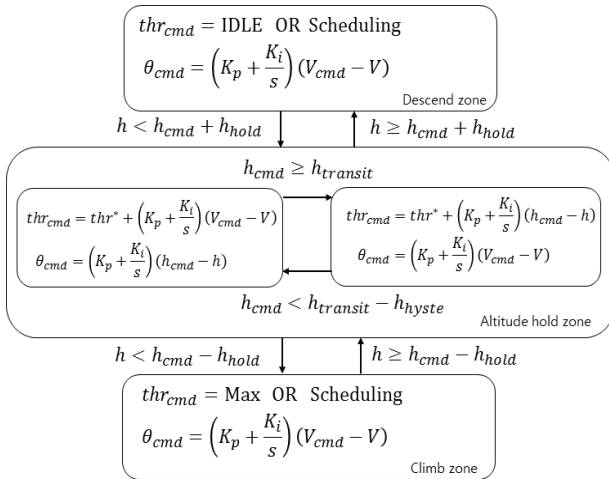 thr_cmd = IDLE OR Scheduling
θ_cmd = (K_p + K_i/s)(V_cmd − V)
Descend zone
h < h_cmd + h_hold
h ≥ h_cmd + h_hold
h_cmd ≥ h_transit
thr_cmd = thr* + (K_p + K_i/s)(V_cmd − V)
θ_cmd = (K_p + K_i/s)(h_cmd − h)
thr_cmd = thr* + (K_p + K_i/s)(h_cmd − h)
θ_cmd = (K_p + K_i/s)(V_cmd − V)
h_cmd < h_transit − h_hyste
Altitude hold zone
h < h_cmd − h_hold
h ≥ h_cmd − h_hold
thr_cmd = Max OR Scheduling
θ_cmd = (K_p + K_i/s)(V_cmd − V)
Climb zone